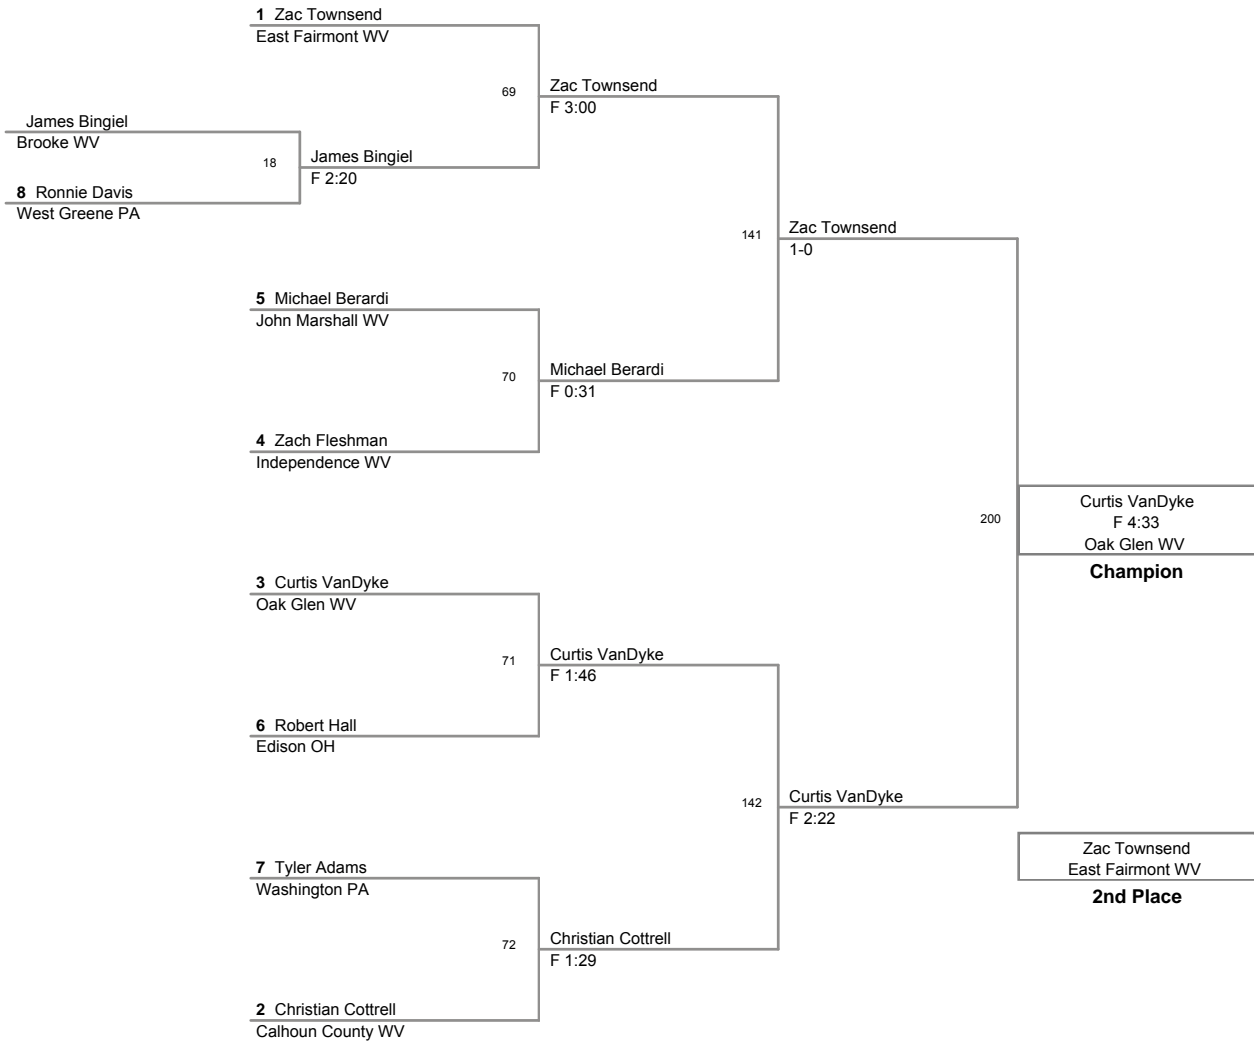 1 Zac Townsend
East Fairmont WV
69
Zac Townsend
F 3:00
James Bingiel
Brooke WV
18
James Bingiel
F 2:20
8 Ronnie Davis
West Greene PA
141
Zac Townsend
1-0
5 Michael Berardi
John Marshall WV
70
Michael Berardi
F 0:31
4 Zach Fleshman
Independence WV
200
Curtis VanDyke
F 4:33
Oak Glen WV
Champion
3 Curtis VanDyke
Oak Glen WV
71
Curtis VanDyke
F 1:46
6 Robert Hall
Edison OH
142
Curtis VanDyke
F 2:22
7 Tyler Adams
Washington PA
72
Christian Cottrell
F 1:29
2 Christian Cottrell
Calhoun County WV
Zac Townsend
East Fairmont WV
2nd Place